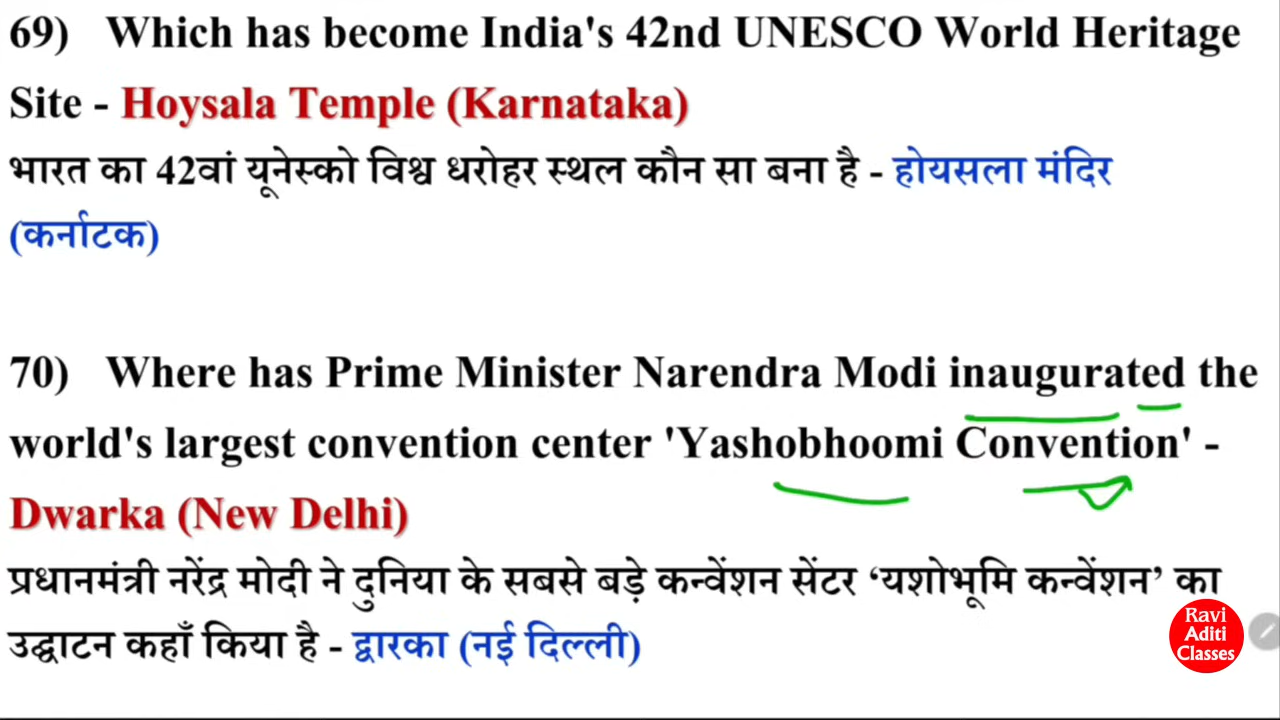 69) Which has become India's 42nd UNESCO World Heritage
Site - Hoysala Temple (Karnataka)
भारत का 42वां यूनेस्को विश्व धरोहर स्थल कौन सा बना है - होयसला मंदिर
(कर्नाटक)
70) Where has Prime Minister Narendra Modi inaugurated the
world's largest convention center 'Yashobhoomi Convention' -
Dwarka (New Delhi)
प्रधानमंत्री नरेंद्र मोदी ने दुनिया के सबसे बड़े कन्वेंशन सेंटर ‘यशोभूमि कन्वेंशन’ का
उद्घाटन कहाँ किया है - द्वारका (नई दिल्ली)
Ravi
Aditi
Classes